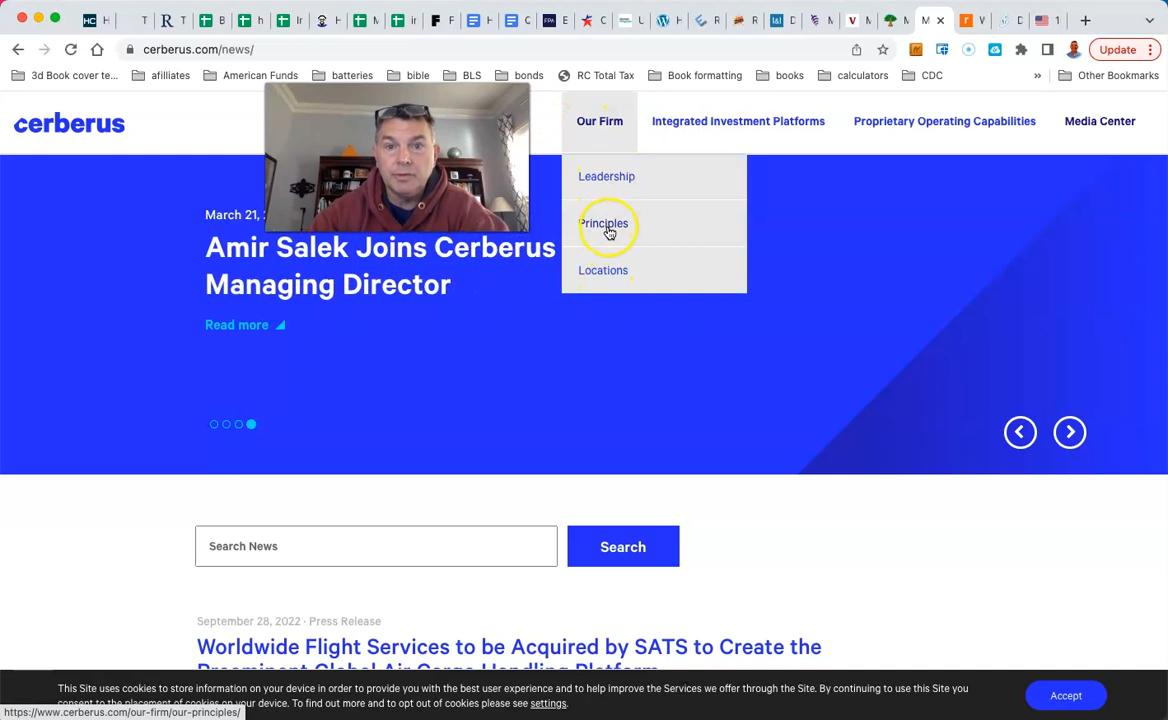 HC H T R T B h Ir H M in F F H C FPA E C U H E R I&I D M V M M W D 1
cerberus.com/news/
Update
3d Book cover te... afilliates American Funds batteries bible BLS bonds RC Total Tax Book formatting books calculators CDC » Other Bookmarks
cerberus
Our Firm Integrated Investment Platforms Proprietary Operating Capabilities Media Center
Leadership
Principles
Locations
March 21, 2
Amir Salek Joins Cerberus
Managing Director
Read more
Search News
Search
September 28, 2022 · Press Release
Worldwide Flight Services to be Acquired by SATS to Create the
Preeminent Global Air Cargo Handling Platform
This Site uses cookies to store information on your device in order to provide you with the best user experience and to help improve the Services we offer through the Site. By continuing to use this Site you
consent to the placement of cookies on your device. To find out more and to opt out of cookies please see settings.
Accept
https://www.cerberus.com/our-firm/our-principles/